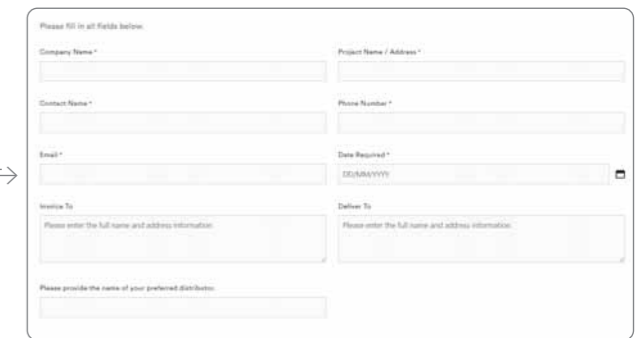 Please fill in all fields below.
Company Name *
Project Name / Address *
Contact Name *
Phone Number *
Email *
Date Required *
DD/MM/YYYY
Invoice To
Deliver To
Please enter the full name and address information.
Please enter the full name and address information.
Please provide the name of your preferred distributor.